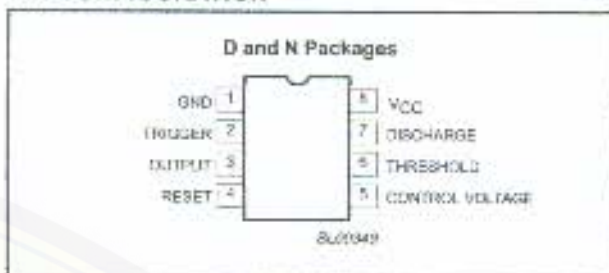 D and N Packages
GND 1
TRIGGER 2
OUTPUT 3
RESET 4
8 VCC
7 DISCHARGE
6 THRESHOLD
5 CONTROL VOLTAGE
SL00349